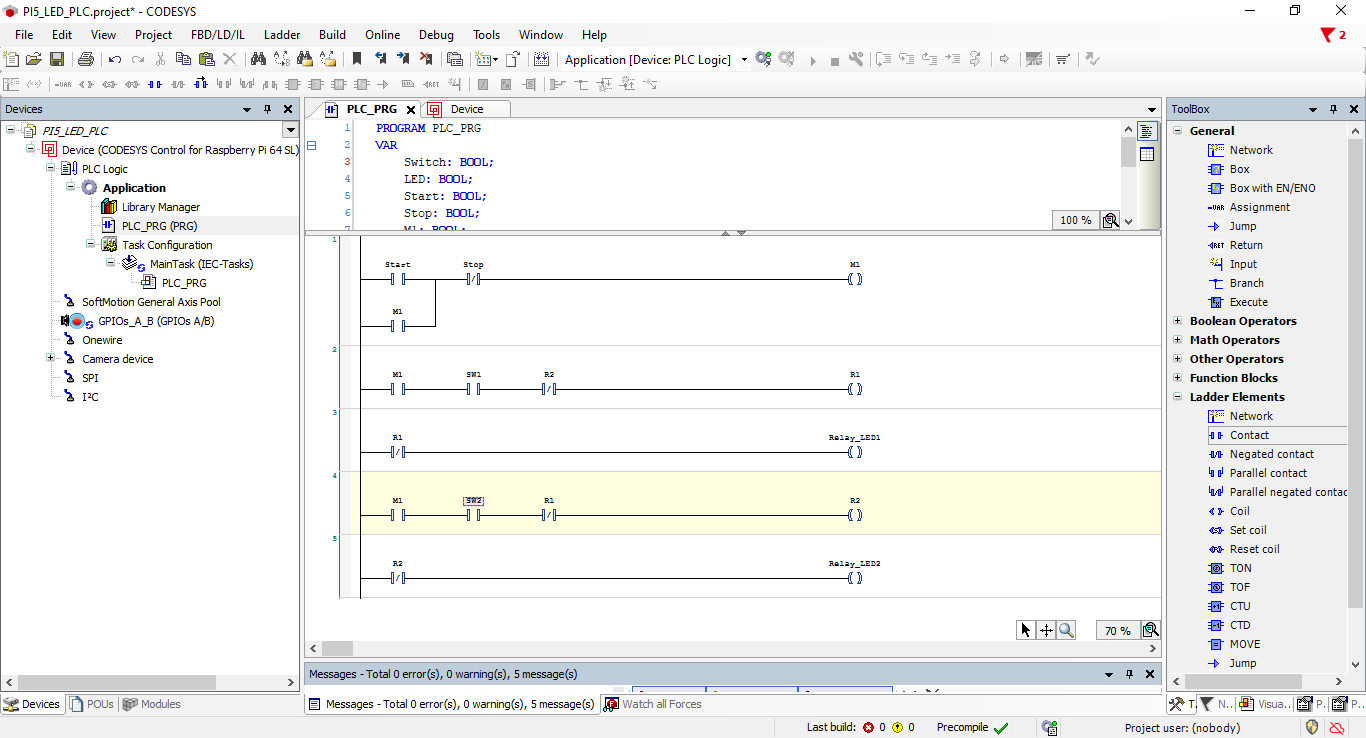 PI5_LED_PLC.project* - CODESYS
File Edit View Project FBD/LD/IL Ladder Build Online Debug Tools Window Help
2
Application [Device: PLC Logic]
Devices
PI5_LED_PLC
Device (CODESYS Control for Raspberry Pi 64 SL)
PLC Logic
Application
Library Manager
PLC_PRG (PRG)
Task Configuration
MainTask (IEC-Tasks)
PLC_PRG
SoftMotion General Axis Pool
GPIOs_A_B (GPIOs A/B)
Onewire
Camera device
SPI
I²C
Devices POUs Modules
PLC_PRG Device
1 PROGRAM PLC_PRG
2 VAR
3 Switch: BOOL;
4 LED: BOOL;
5 Start: BOOL;
6 Stop: BOOL;
7 M1: BOOL;
100 %
1
Start Stop M1
M1
2
M1 SW1 R2 R1
3
R1 Relay_LED1
4
M1 SW2 R1 R2
5
R2 Relay_LED2
70 %
Messages - Total 0 error(s), 0 warning(s), 5 message(s)
Messages - Total 0 error(s), 0 warning(s), 5 message(s) Watch all Forces
ToolBox
General
Network
Box
Box with EN/ENO
Assignment
Jump
Return
Input
Branch
Execute
Boolean Operators
Math Operators
Other Operators
Function Blocks
Ladder Elements
Network
Contact
Negated contact
Parallel contact
Parallel negated contac
Coil
Set coil
Reset coil
TON
TOF
CTU
CTD
MOVE
Jump
T... N... Visua... P... P...
Last build: 0 0 Precompile Project user: (nobody)